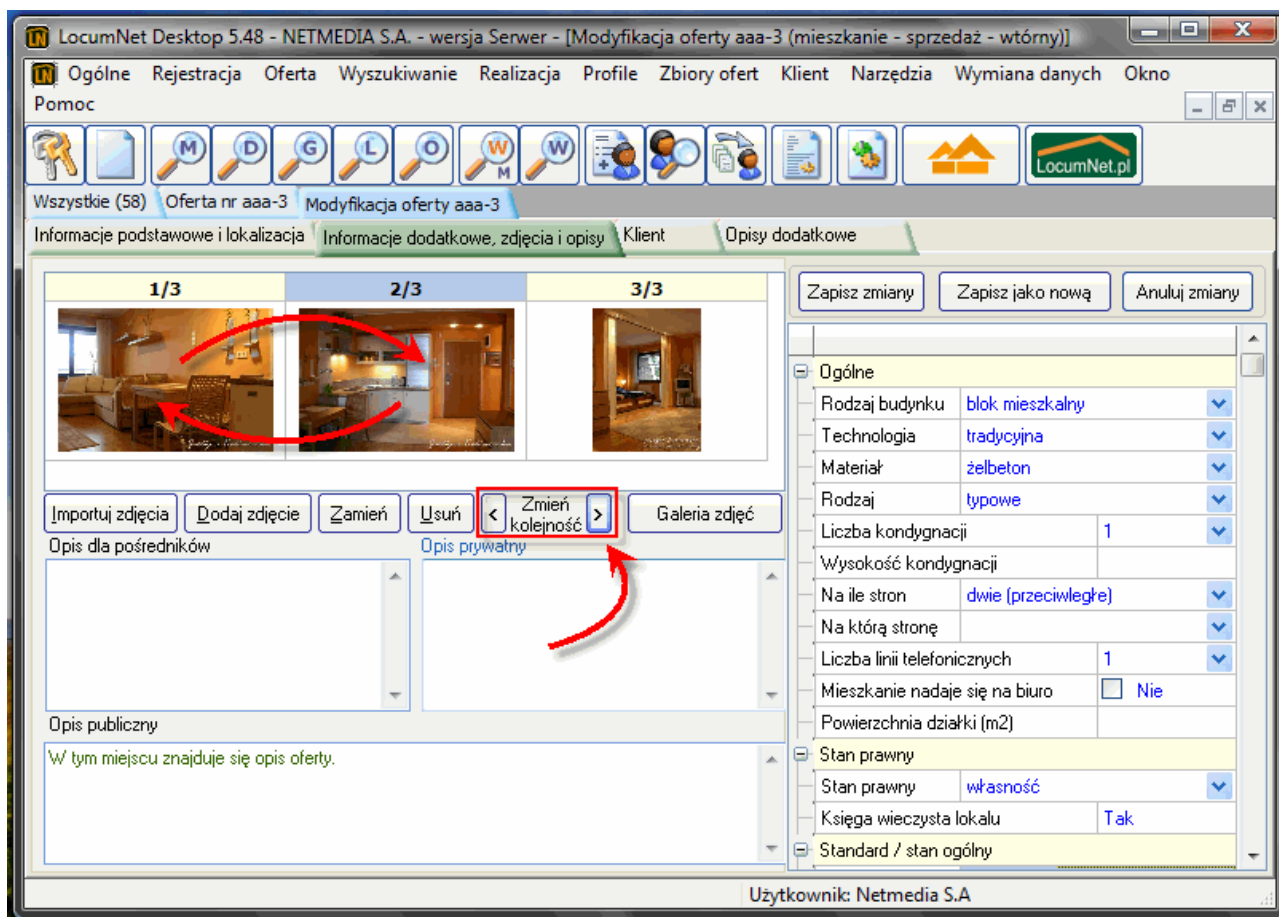 LocumNet Desktop 5.48 - NETMEDIA S.A. - wersja Serwer - [Modyfikacja oferty aaa-3 (mieszkanie - sprzedaż - wtórny)]
Ogólne Rejestracja Oferta Wyszukiwanie Realizacja Profile Zbiory ofert Klient Narzędzia Wymiana danych Okno
Pomoc
M D G L O W M W LocumNet.pl
Wszystkie (58) Oferta nr aaa-3 Modyfikacja oferty aaa-3
Informacje podstawowe i lokalizacja Informacje dodatkowe, zdjęcia i opisy Klient Opisy dodatkowe
1/3 2/3 3/3
Importuj zdjęcia Dodaj zdjęcie Zamień Usuń < Zmień kolejność > Galeria zdjęć
Opis dla pośredników Opis prywatny
Opis publiczny
W tym miejscu znajduje się opis oferty.
Zapisz zmiany Zapisz jako nową Anuluj zmiany
Ogólne
Rodzaj budynku blok mieszkalny
Technologia tradycyjna
Materiał żelbeton
Rodzaj typowe
Liczba kondygnacji 1
Wysokość kondygnacji
Na ile stron dwie (przeciwległe)
Na którą stronę
Liczba linii telefonicznych 1
Mieszkanie nadaje się na biuro Nie
Powierzchnia działki (m2)
Stan prawny
Stan prawny własność
Księga wieczysta lokalu Tak
Standard / stan ogólny
Użytkownik: Netmedia S.A